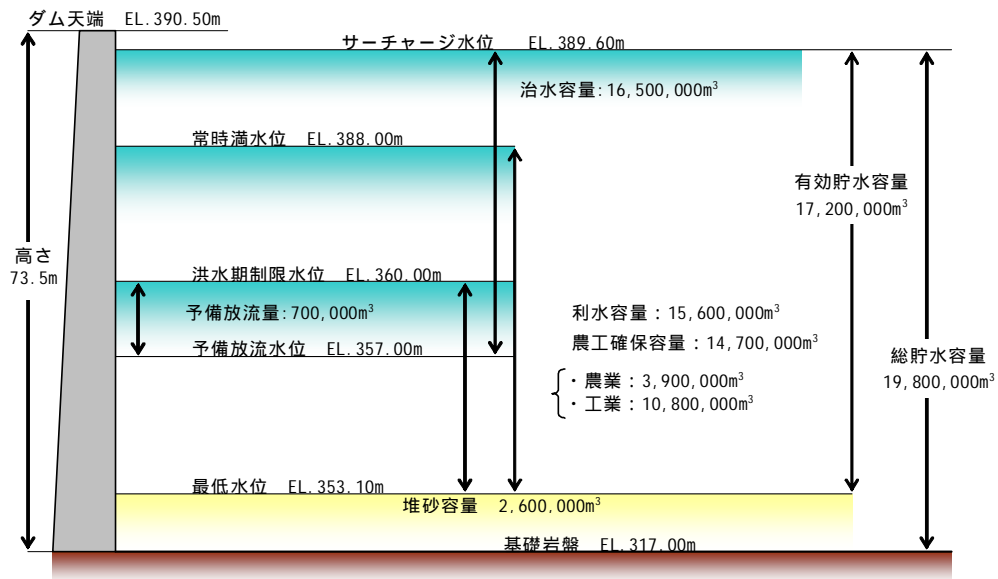 ダム天端 EL.390.50m
サーチャージ水位 EL.389.60m
治水容量:16,500,000m³
常時満水位 EL.388.00m
有効貯水容量
17,200,000m³
高さ
73.5m
洪水期制限水位 EL.360.00m
予備放流量:700,000m³
利水容量:15,600,000m³
農工確保容量:14,700,000m³
予備放流水位 EL.357.00m
総貯水容量
19,800,000m³
・農業:3,900,000m³
・工業:10,800,000m³
最低水位 EL.353.10m
堆砂容量 2,600,000m³
基礎岩盤 EL.317.00m